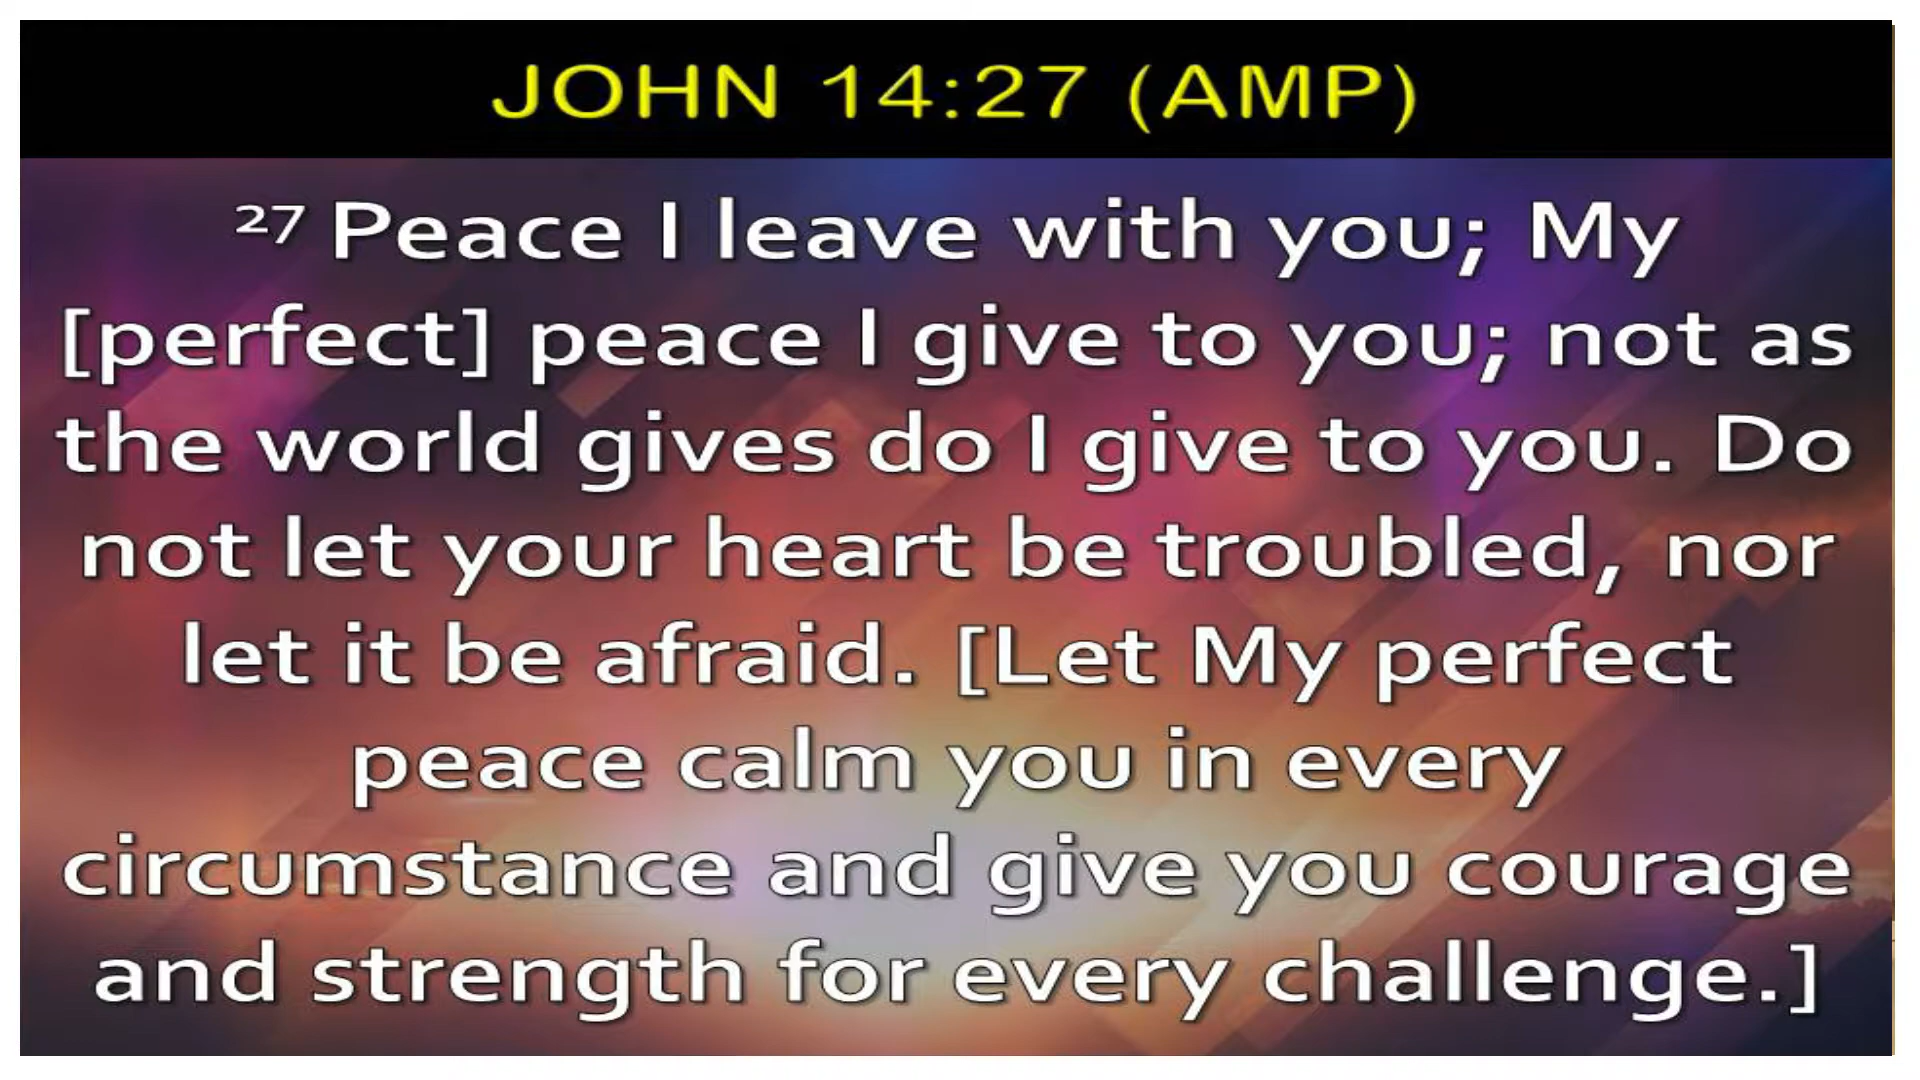 JOHN 14:27 (AMP)
27 Peace I leave with you; My
[perfect] peace I give to you; not as
the world gives do I give to you. Do
not let your heart be troubled, nor
let it be afraid. [Let My perfect
peace calm you in every
circumstance and give you courage
and strength for every challenge.]